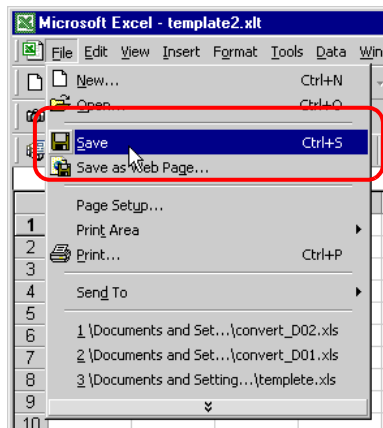 Microsoft Excel - template2.xlt
File Edit View Insert Format Tools Data Win
New... Ctrl+N
Open... Ctrl+O
Save Ctrl+S
Save as Web Page...
Page Setup...
Print Area
Print... Ctrl+P
Send To
1 \Documents and Set...\convert_D02.xls
2 \Documents and Set...\convert_D01.xls
3 \Documents and Setting...\templete.xls
1
2
3
4
5
6
7
8
9
10